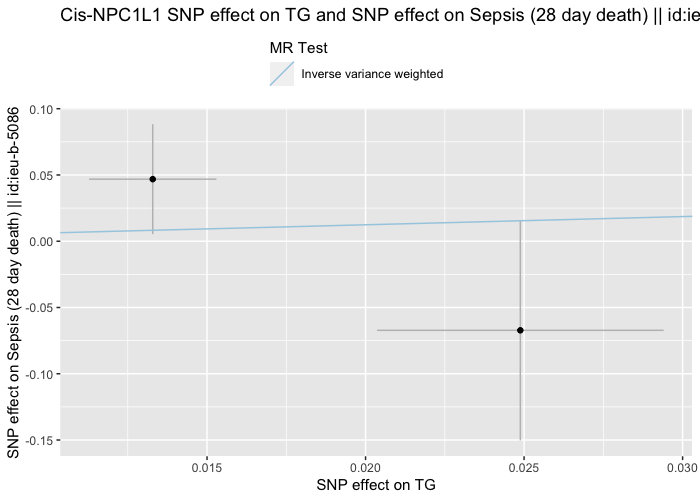 Cis-NPC1L1 SNP effect on TG and SNP effect on Sepsis (28 day death) || id:ie
MR Test
Inverse variance weighted
SNP effect on Sepsis (28 day death) || id:ieu-b-5086
0.10
0.05
0.00
-0.05
-0.10
-0.15
0.015
0.020
0.025
0.030
SNP effect on TG